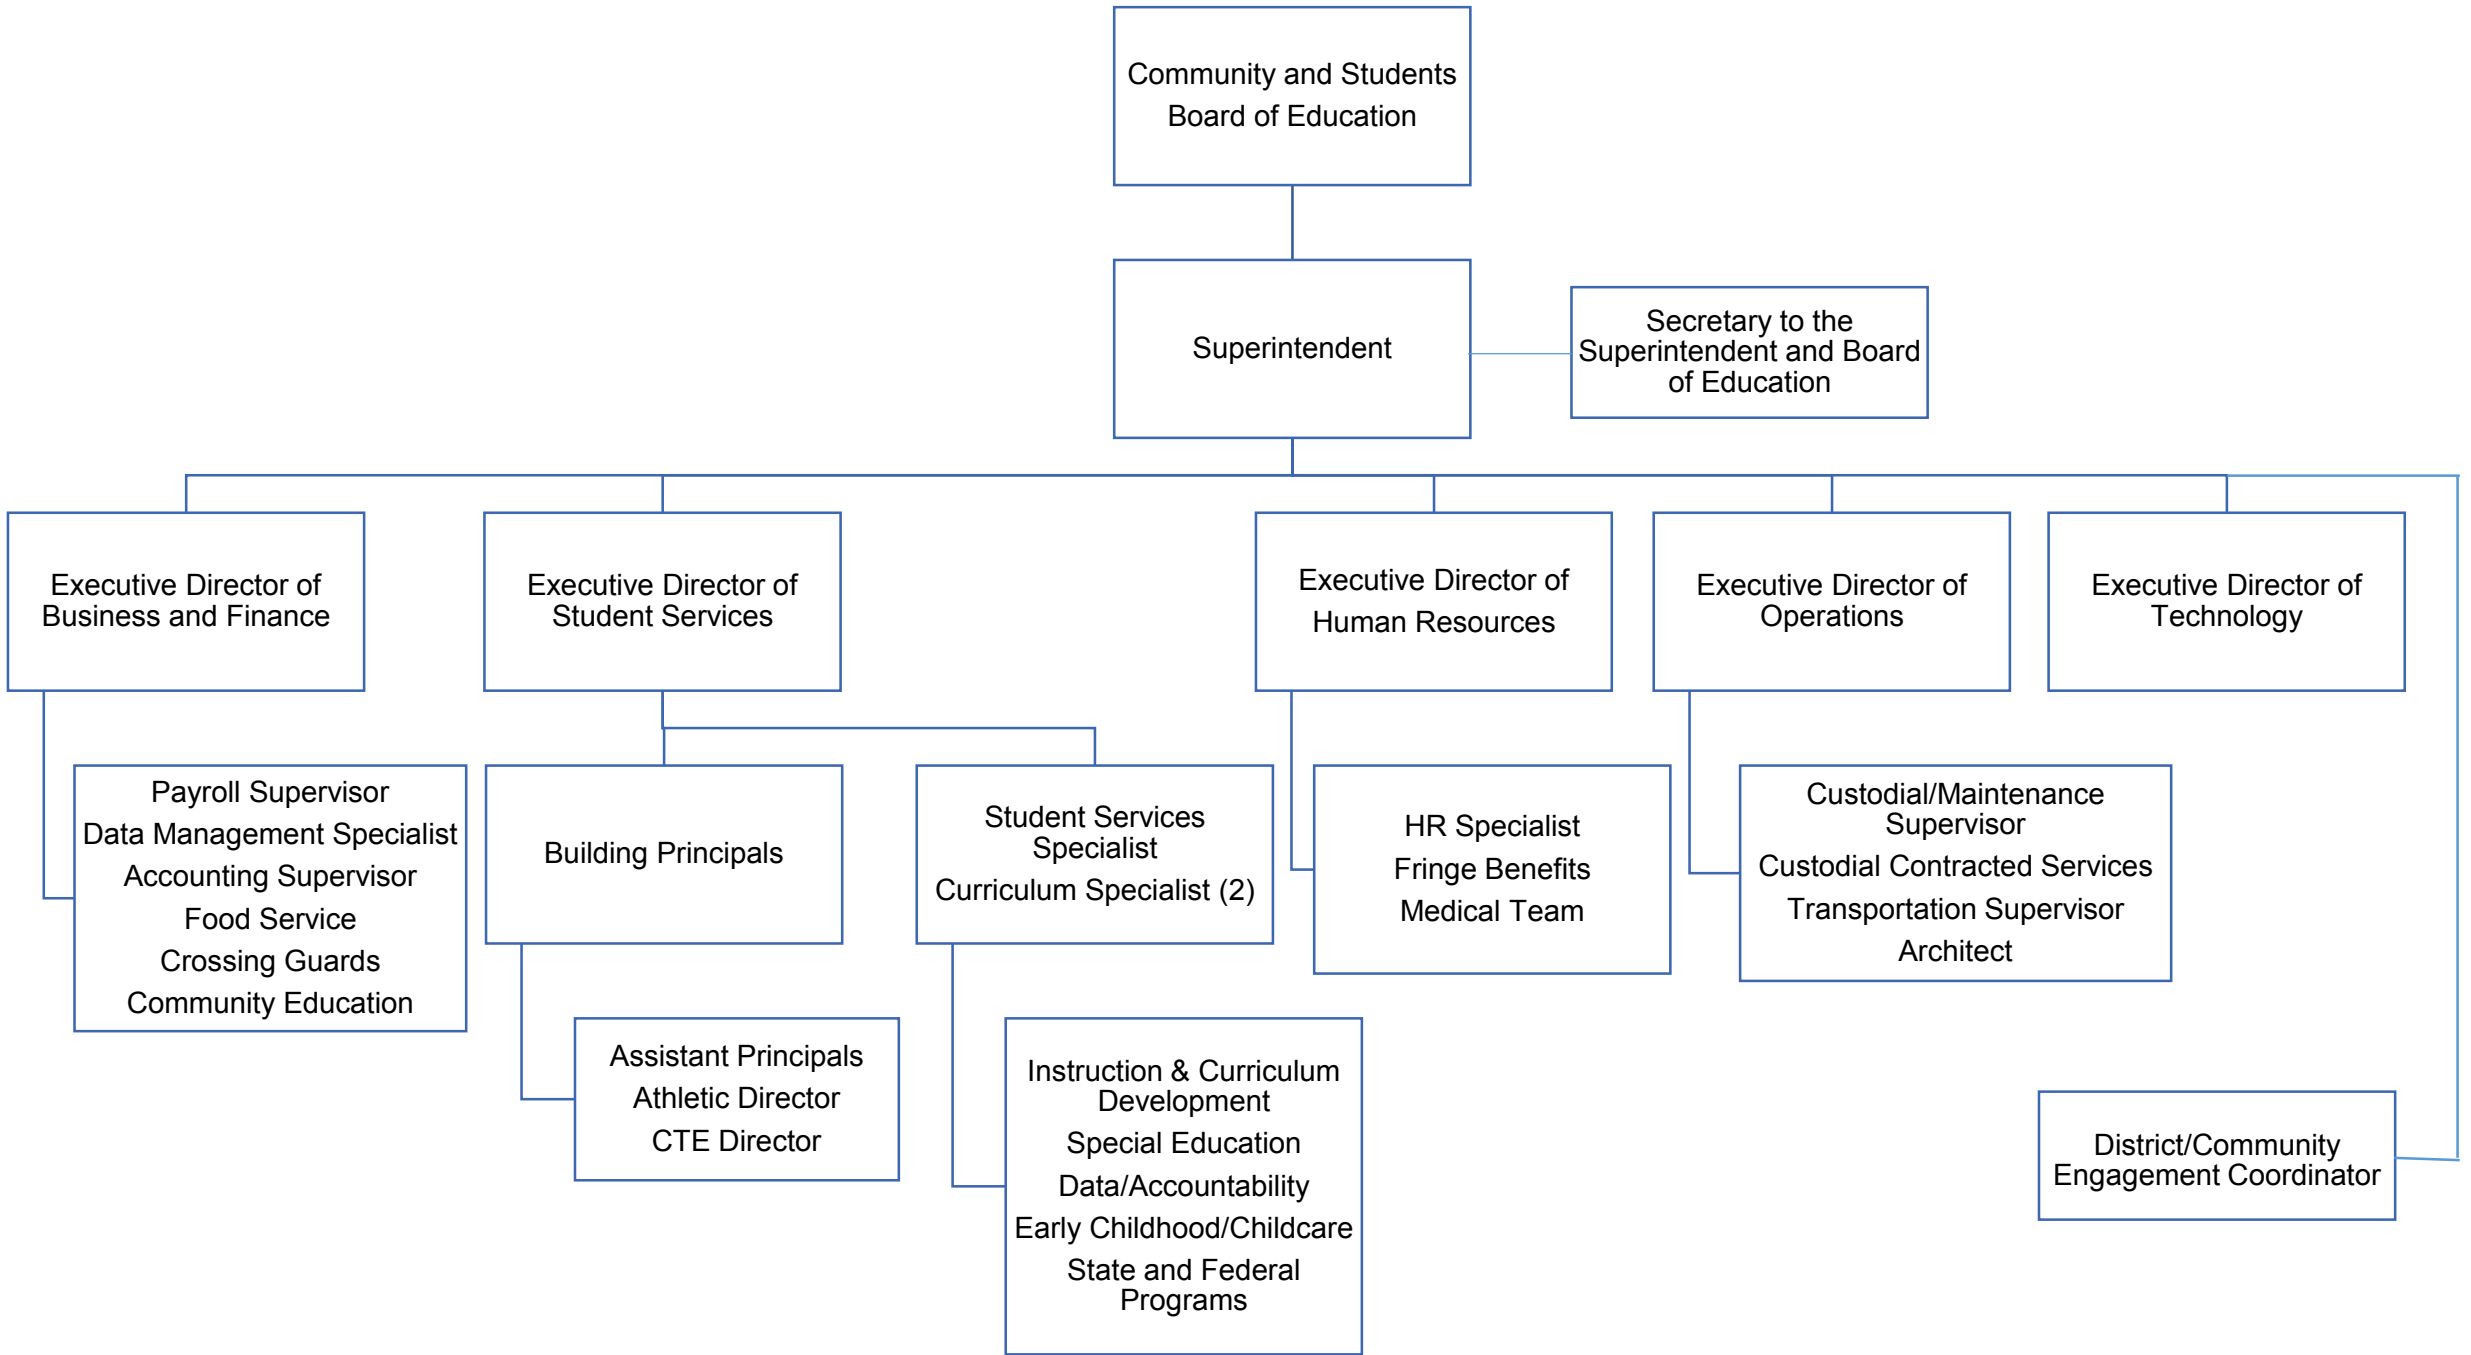 Community and Students
Board of Education
Superintendent
Secretary to the
Superintendent and Board
of Education
Executive Director of
Business and Finance
Executive Director of
Student Services
Executive Director of
Human Resources
Executive Director of
Operations
Executive Director of
Technology
Payroll Supervisor
Data Management Specialist
Accounting Supervisor
Food Service
Crossing Guards
Community Education
Building Principals
Student Services
Specialist
Curriculum Specialist (2)
HR Specialist
Fringe Benefits
Medical Team
Custodial/Maintenance
Supervisor
Custodial Contracted Services
Transportation Supervisor
Architect
Assistant Principals
Athletic Director
CTE Director
Instruction & Curriculum
Development
Special Education
Data/Accountability
Early Childhood/Childcare
State and Federal
Programs
District/Community
Engagement Coordinator